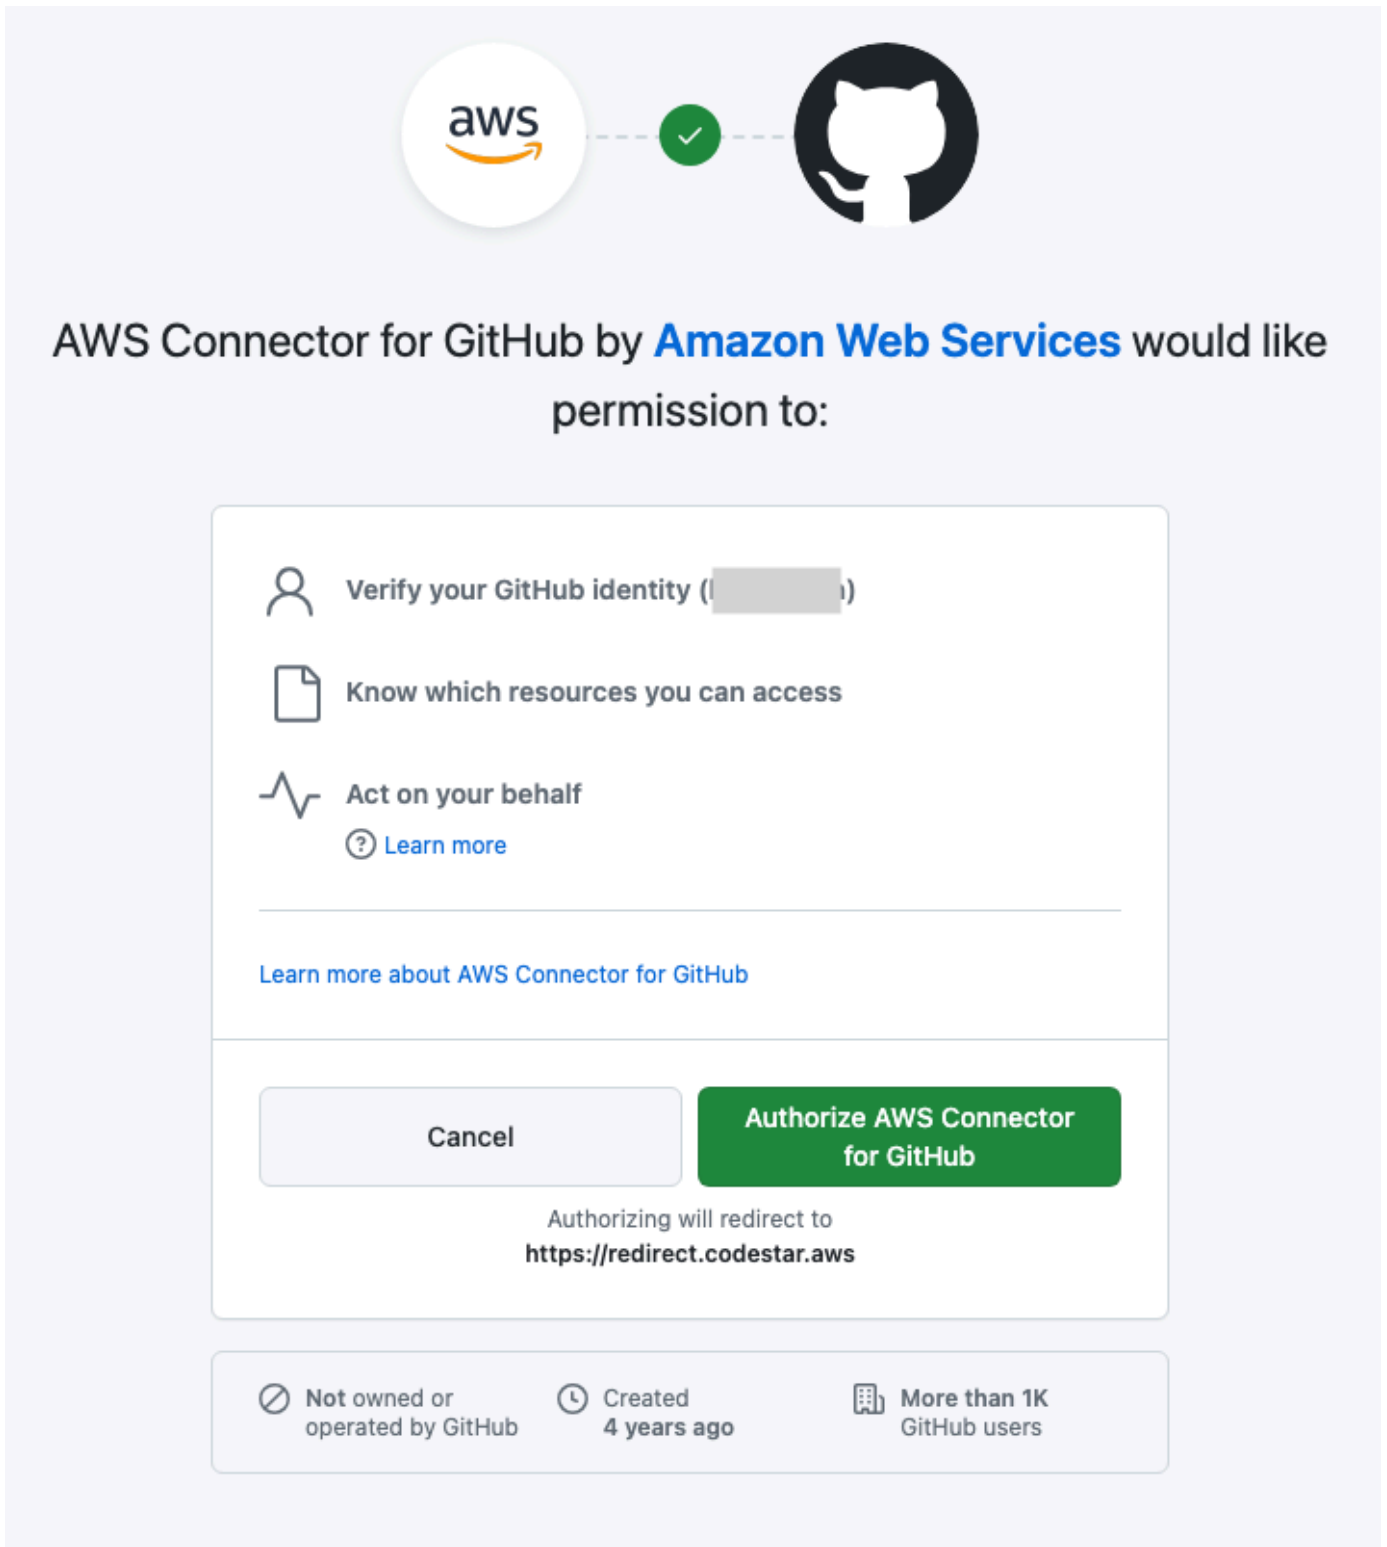 aws
AWS Connector for GitHub by Amazon Web Services would like
permission to:
Verify your GitHub identity ( )
Know which resources you can access
Act on your behalf
? Learn more
Learn more about AWS Connector for GitHub
Cancel
Authorize AWS Connector
for GitHub
Authorizing will redirect to
https://redirect.codestar.aws
Not owned or
operated by GitHub
Created
4 years ago
More than 1K
GitHub users